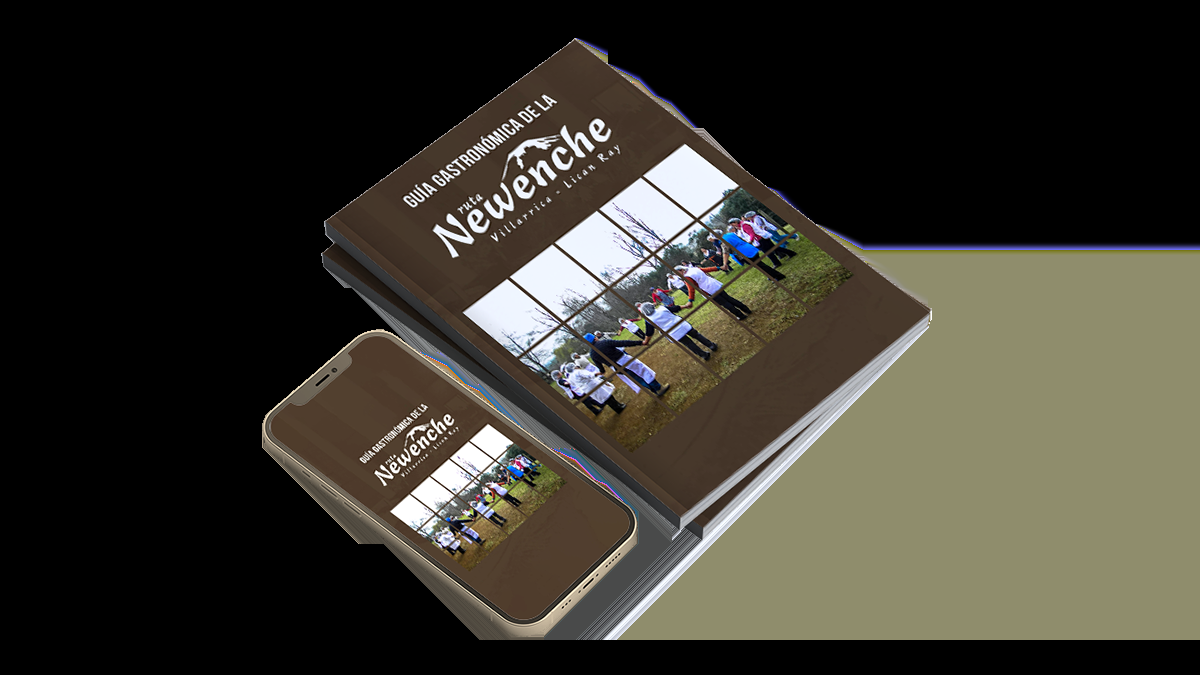 GUÍA GASTRONÓMICA DE LA
ruta
Newenche
Villarrica - Lican Ray
GUÍA GASTRONÓMICA DE LA
ruta
Newenche
Villarrica - Lican Ray